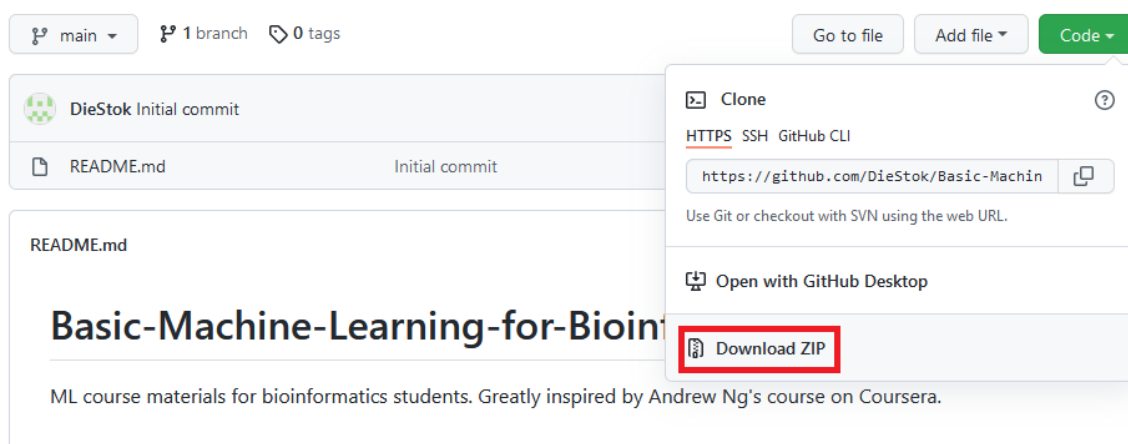 main
1 branch
0 tags
Go to file
Add file
Code
DieStok Initial commit
README.md
Initial commit
Clone
HTTPS SSH GitHub CLI
https://github.com/DieStok/Basic-Machin
Use Git or checkout with SVN using the web URL.
Open with GitHub Desktop
Download ZIP
README.md
Basic-Machine-Learning-for-Bioin
ML course materials for bioinformatics students. Greatly inspired by Andrew Ng's course on Coursera.